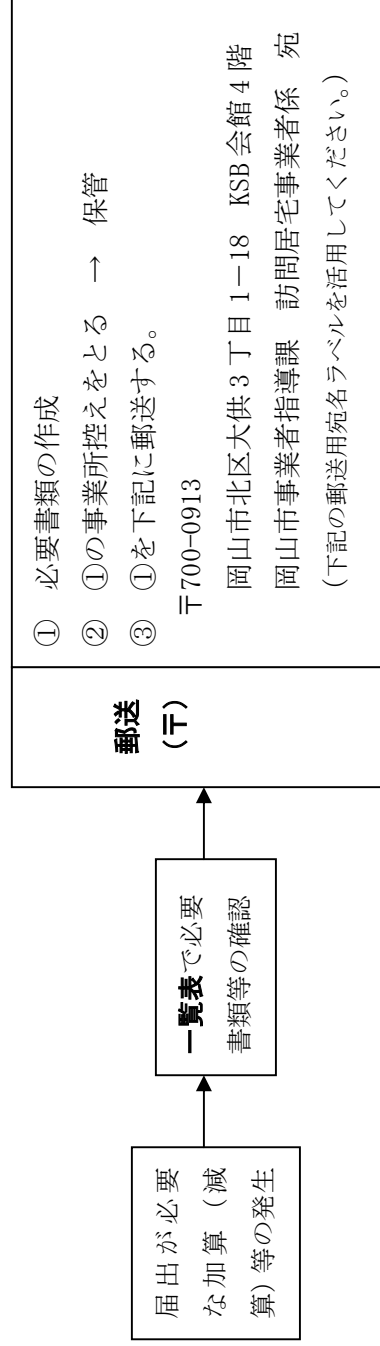 届出が必要
な加算（減
算）等の発生
一覧表で必要
書類等の確認
郵送
(〒)
① 必要書類の作成
② ①の事業所控えをとる → 保管
③ ①を下記に郵送する。
〒700-0913
岡山市北区大供3丁目1－18 KSB会館4階
岡山市事業者指導課 訪問居宅事業者係 宛
(下記の郵送用宛名ラベルを活用してください。)